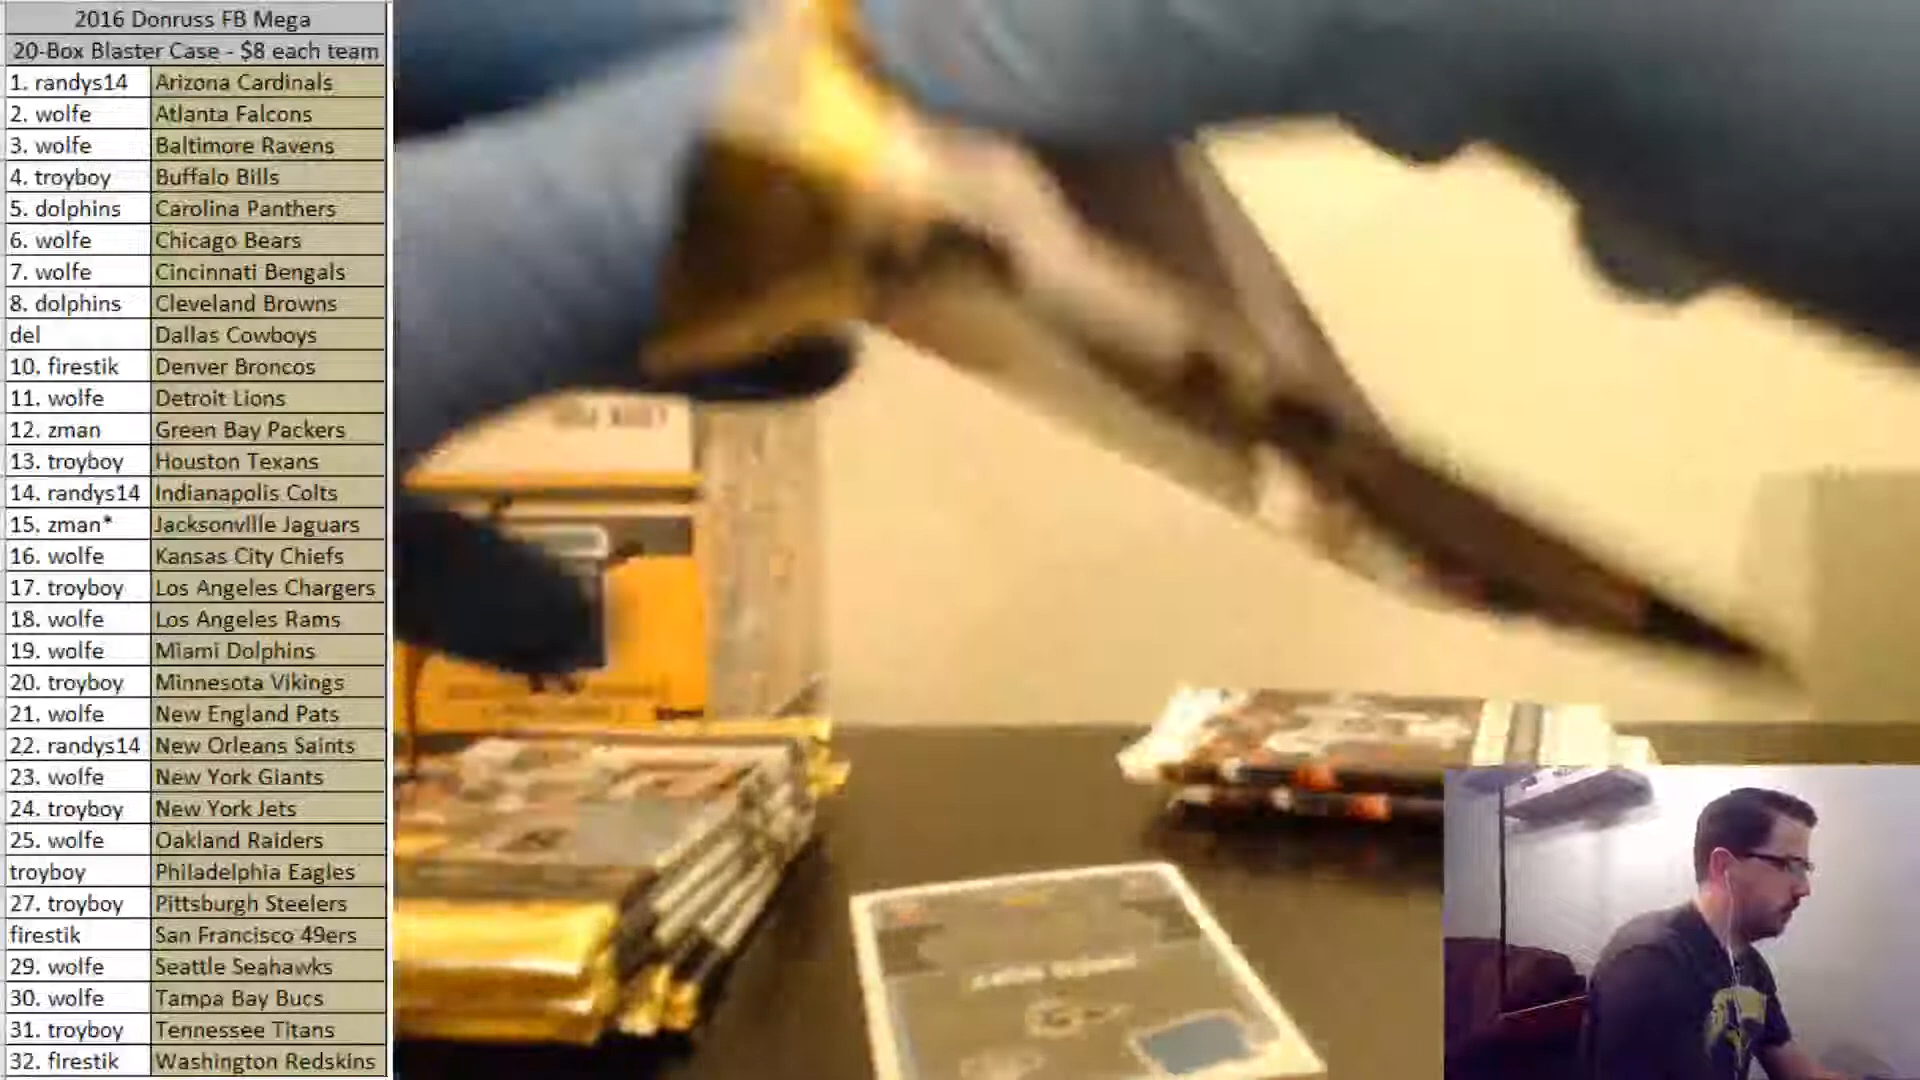 2016 Donruss FB Mega
20-Box Blaster Case - $8 each team
1. randys14 Arizona Cardinals
2. wolfe Atlanta Falcons
3. wolfe Baltimore Ravens
4. troyboy Buffalo Bills
5. dolphins Carolina Panthers
6. wolfe Chicago Bears
7. wolfe Cincinnati Bengals
8. dolphins Cleveland Browns
del Dallas Cowboys
10. firestik Denver Broncos
11. wolfe Detroit Lions
12. zman Green Bay Packers
13. troyboy Houston Texans
14. randys14 Indianapolis Colts
15. zman* Jacksonville Jaguars
16. wolfe Kansas City Chiefs
17. troyboy Los Angeles Chargers
18. wolfe Los Angeles Rams
19. wolfe Miami Dolphins
20. troyboy Minnesota Vikings
21. wolfe New England Pats
22. randys14 New Orleans Saints
23. wolfe New York Giants
24. troyboy New York Jets
25. wolfe Oakland Raiders
troyboy Philadelphia Eagles
27. troyboy Pittsburgh Steelers
firestik San Francisco 49ers
29. wolfe Seattle Seahawks
30. wolfe Tampa Bay Bucs
31. troyboy Tennessee Titans
32. firestik Washington Redskins